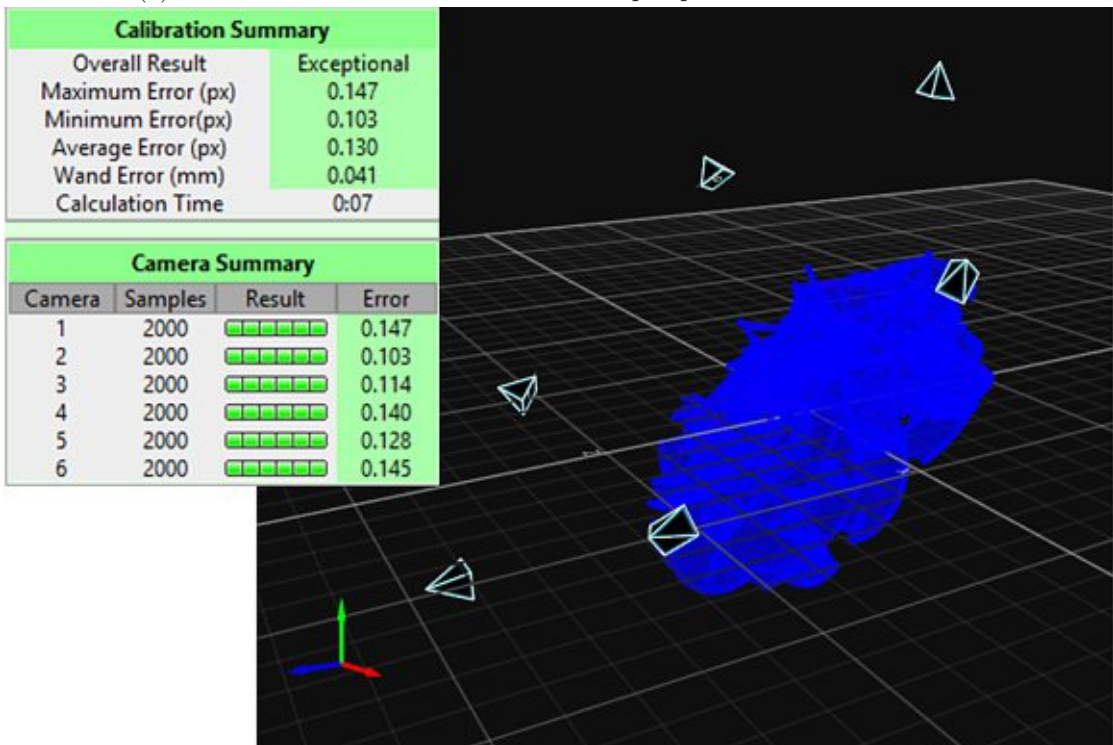 Calibration Summary
Overall Result Exceptional
Maximum Error (px) 0.147
Minimum Error(px) 0.103
Average Error (px) 0.130
Wand Error (mm) 0.041
Calculation Time 0:07
Camera Summary
Camera Samples Result Error
1 2000 0.147
2 2000 0.103
3 2000 0.114
4 2000 0.140
5 2000 0.128
6 2000 0.145